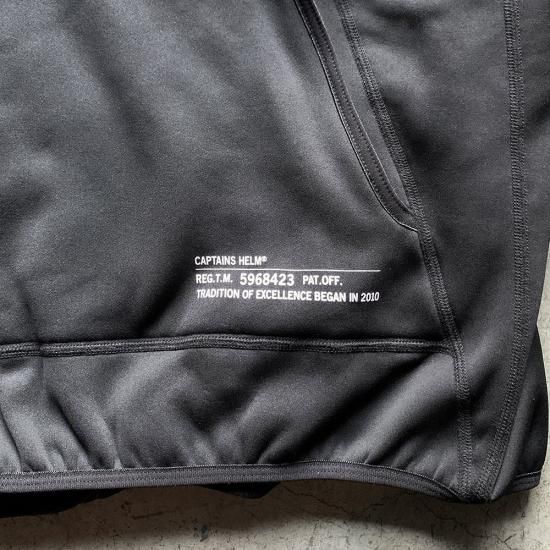 CAPTAINS HELM®
REG.T.M. 5968423 PAT.OFF.
TRADITION OF EXCELLENCE BEGAN IN 2010